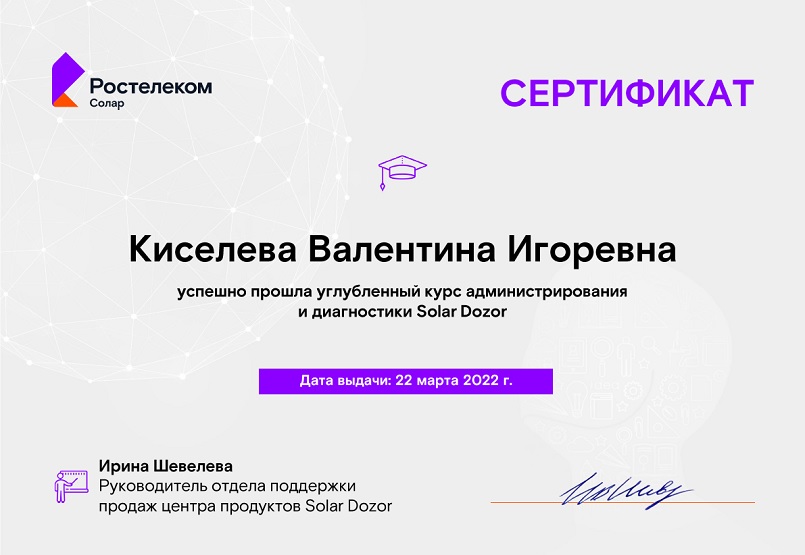 Ростелеком
Солар
СЕРТИФИКАТ
Киселева Валентина Игоревна
успешно прошла углубленный курс администрирования
и диагностики Solar Dozor
Дата выдачи: 22 марта 2022 г.
Ирина Шевелева
Руководитель отдела поддержки
продаж центра продуктов Solar Dozor